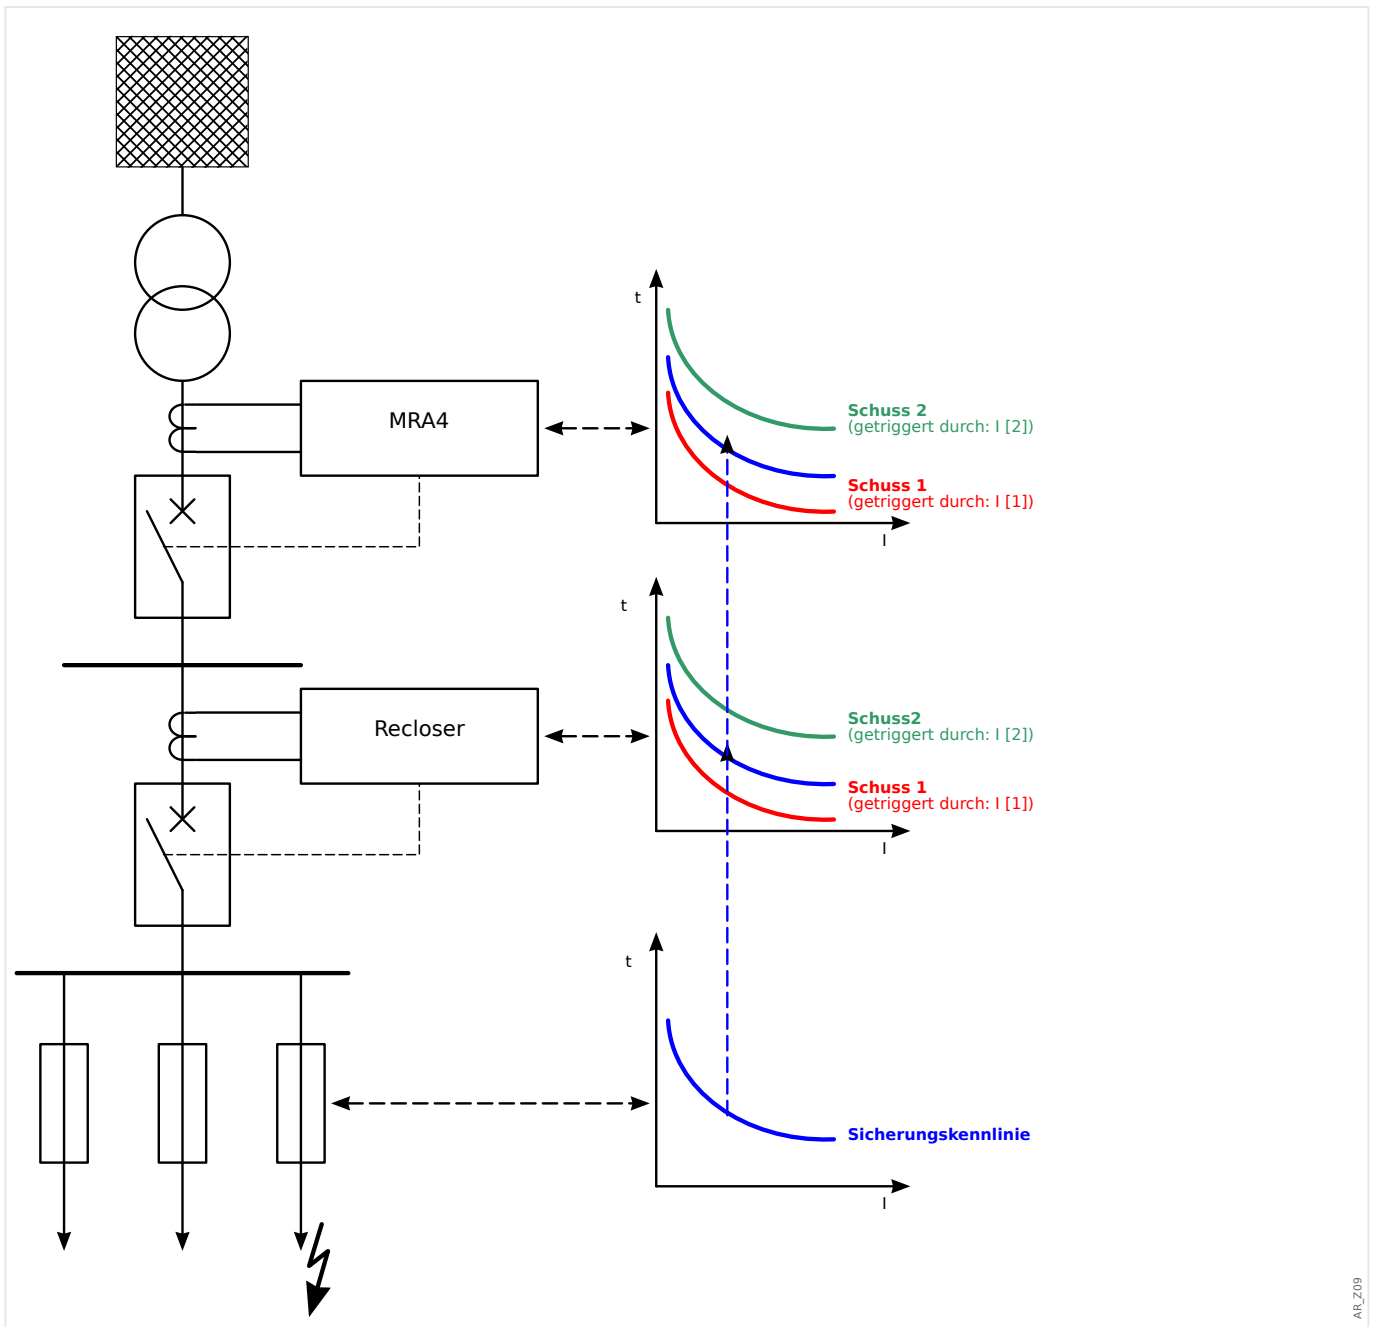 t
MRA4
Schuss 2
(getriggert durch: I [2])
Schuss 1
(getriggert durch: I [1])
I
t
Recloser
Schuss2
(getriggert durch: I [2])
Schuss 1
(getriggert durch: I [1])
I
t
Sicherungskennlinie
I
AR_Z09